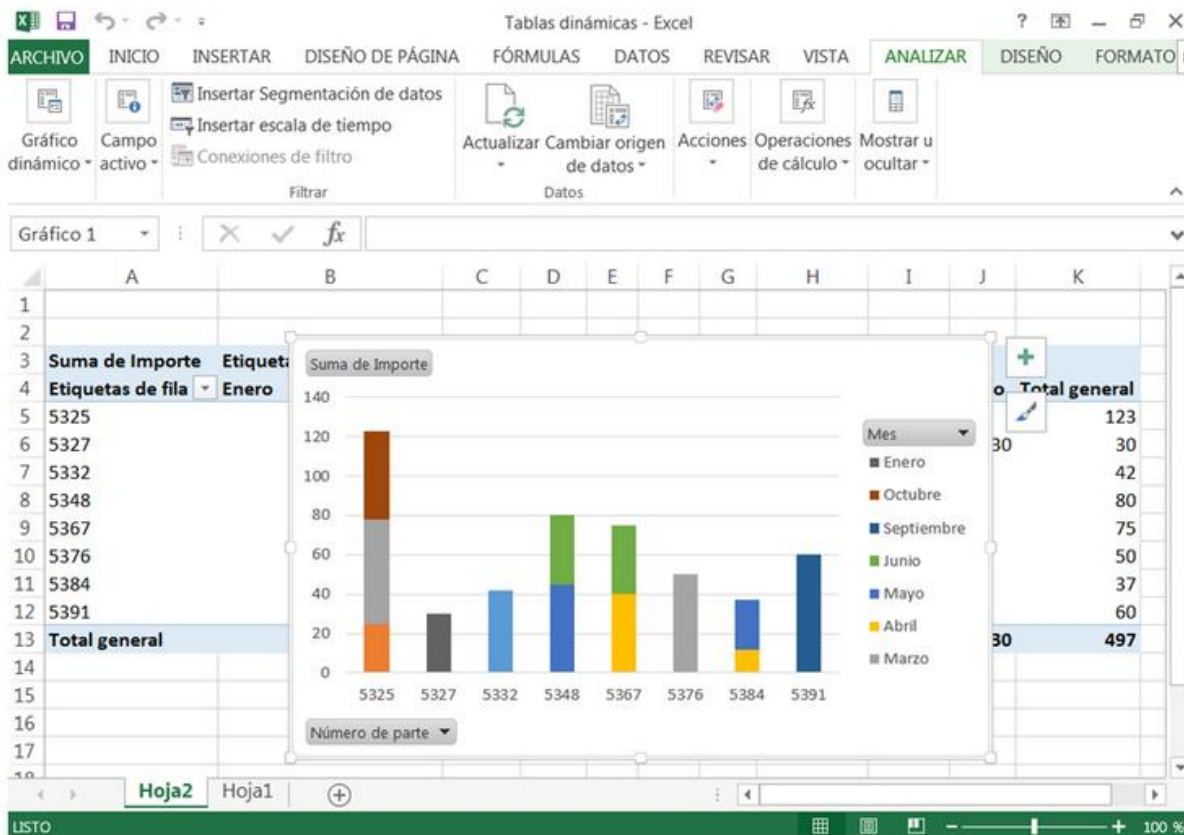 Tablas dinámicas - Excel
?
ARCHIVO INICIO INSERTAR DISEÑO DE PÁGINA FÓRMULAS DATOS REVISAR VISTA ANALIZAR DISEÑO FORMATO
Gráfico dinámico
Campo activo
Insertar Segmentación de datos
Insertar escala de tiempo
Conexiones de filtro
Filtrar
Actualizar
Cambiar origen de datos
Datos
Acciones
Operaciones de cálculo
Mostrar u ocultar
Gráfico 1
fx
A B C D E F G H I J K
1
2
3 Suma de Importe Etiqueta
4 Etiquetas de fila Enero o Total general
5 5325 123
6 5327 30 30
7 5332 42
8 5348 80
9 5367 75
10 5376 50
11 5384 37
12 5391 60
13 Total general 30 497
14
15
16
17
18
Suma de Importe
140
120
100
80
60
40
20
0
5325 5327 5332 5348 5367 5376 5384 5391
Número de parte
Mes
Enero
Octubre
Septiembre
Junio
Mayo
Abril
Marzo
Hoja2 Hoja1
LISTO 100 %